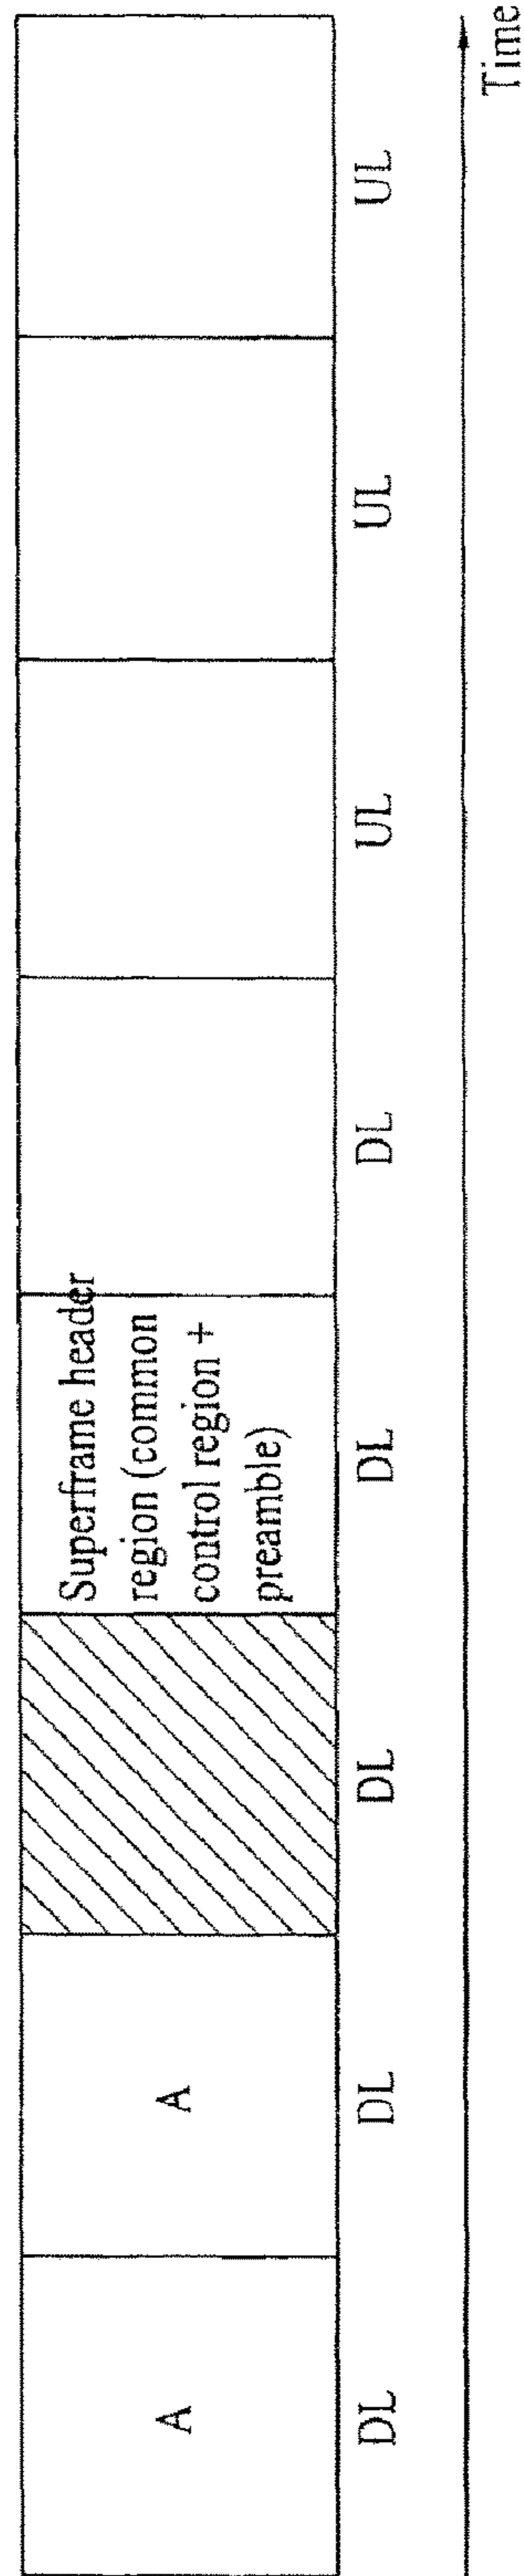 A
A
Superframe header
region (common
control region +
preamble)
DL
DL
DL
DL
DL
UL
UL
UL
Time